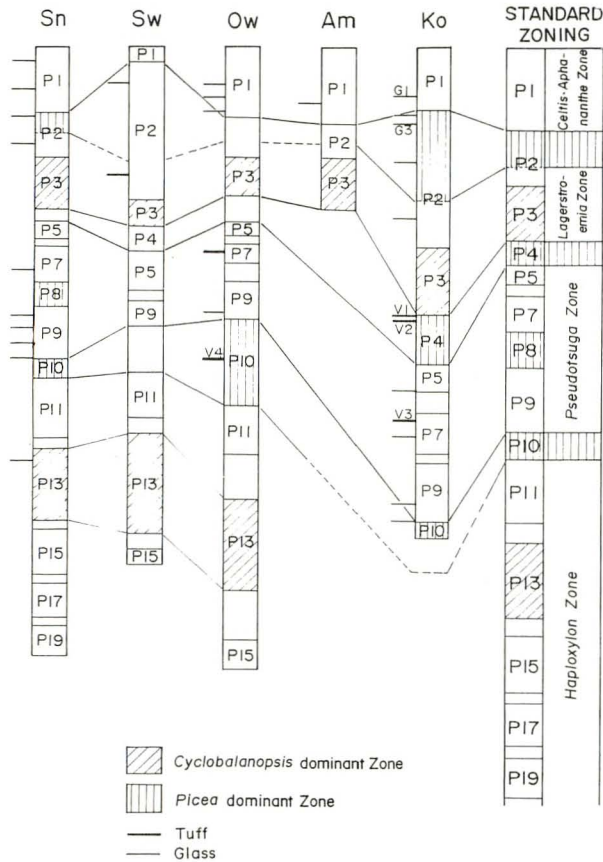 Sn Sw Ow Am Ko STANDARD ZONING
P1 P2 P3 P5 P7 P8 P9 P10 P11 P13 P15 P17 P19
P1 P2 P3 P4 P5 P9 P11 P13 P15
P1 P3 P5 P7 P9 V4 P10 P11 P13 P15
P1 P2 P3
G1 G3 P1 P2 P3 V1 V2 P4 P5 V3 P7 P9 P10
P1 P2 P3 P4 P5 P7 P8 P9 P10 P11 P13 P15 P17 P19
Celtis-Apha-
nanthe Zone
Lagerstro-
emia Zone
Pseudotsuga Zone
Haploxylon Zone
Cyclobalanopsis dominant Zone
Picea dominant Zone
Tuff
Glass